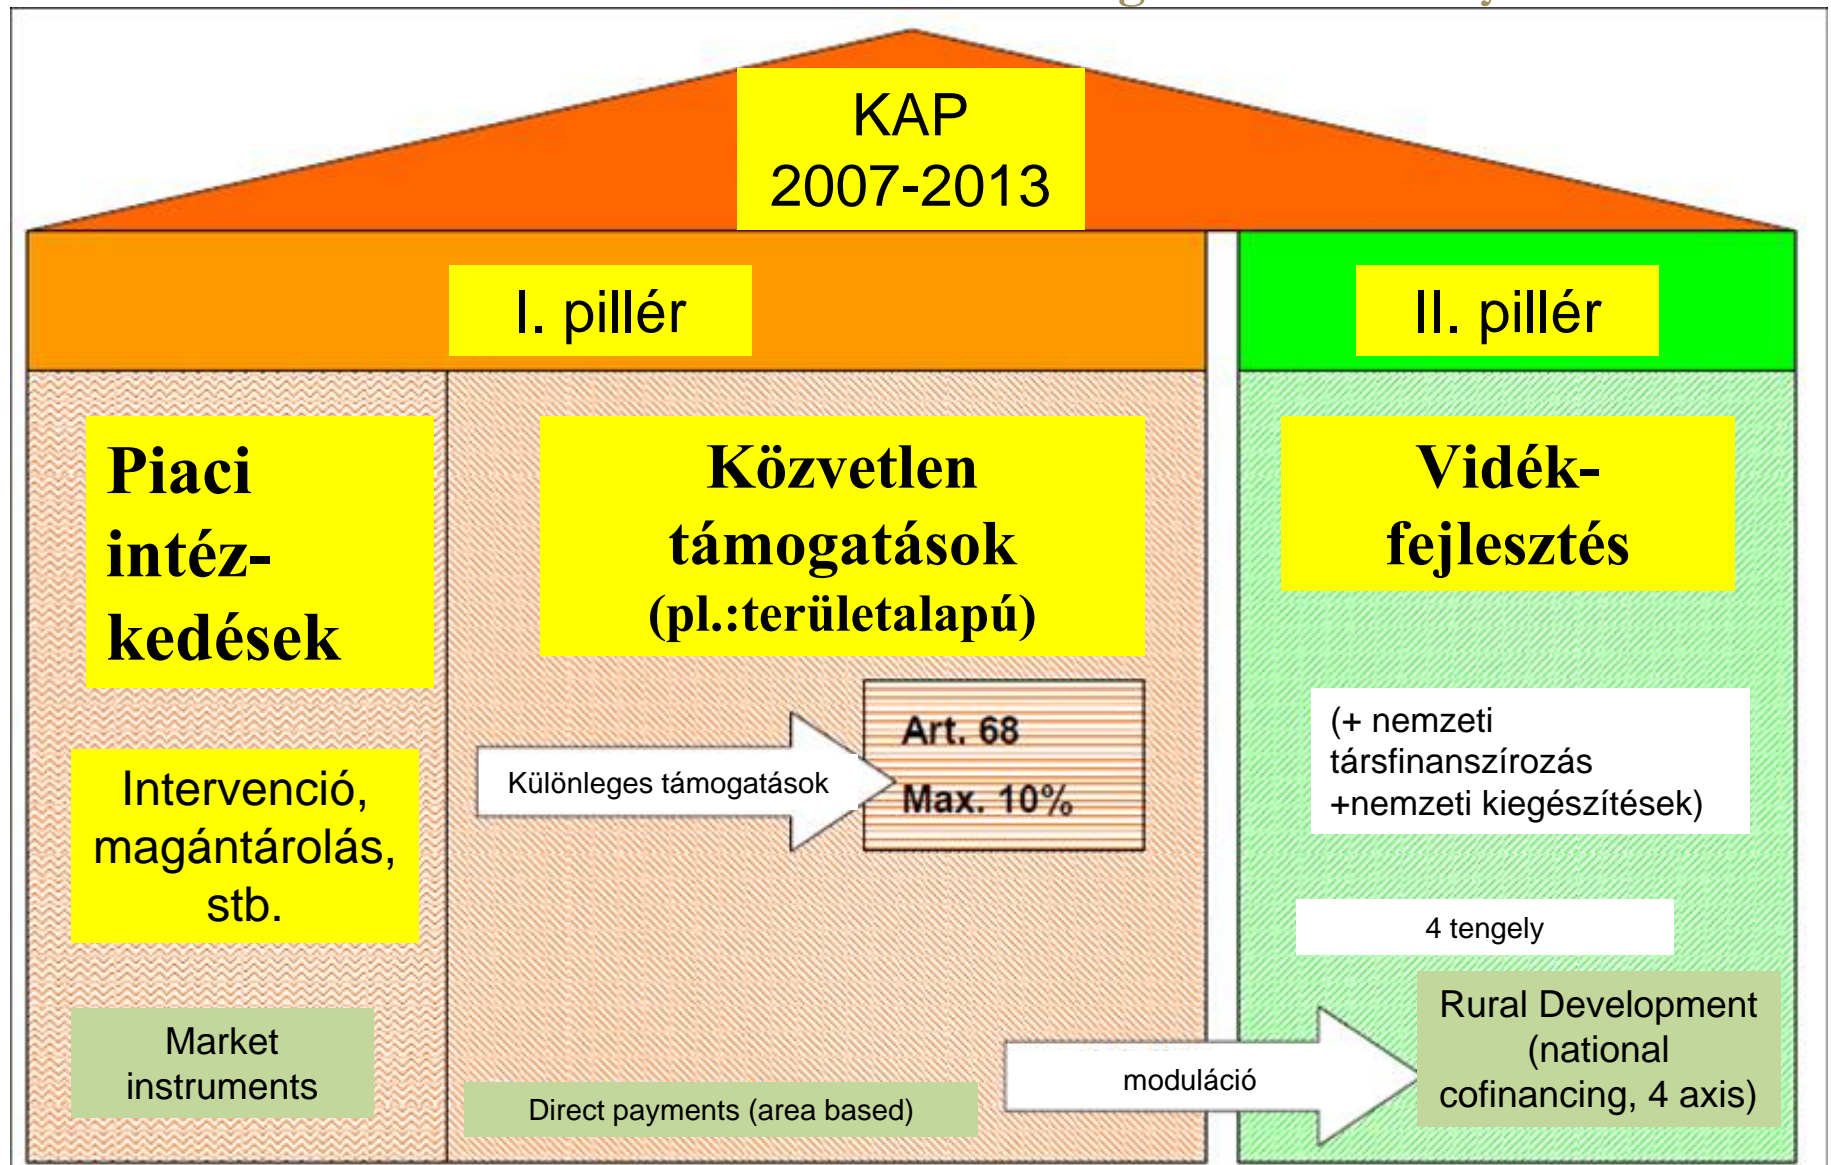 KAP
2007-2013
I. pillér
II. pillér
Piaci
intéz-
kedések
Közvetlen
támogatások
(pl.:területalapú)
Vidék-
fejlesztés
Intervenció,
magántárolás,
stb.
Különleges támogatások
Art. 68
Max. 10%
(+ nemzeti
társfinanszírozás
+nemzeti kiegészítések)
4 tengely
Market
instruments
Direct payments (area based)
moduláció
Rural Development
(national
cofinancing, 4 axis)